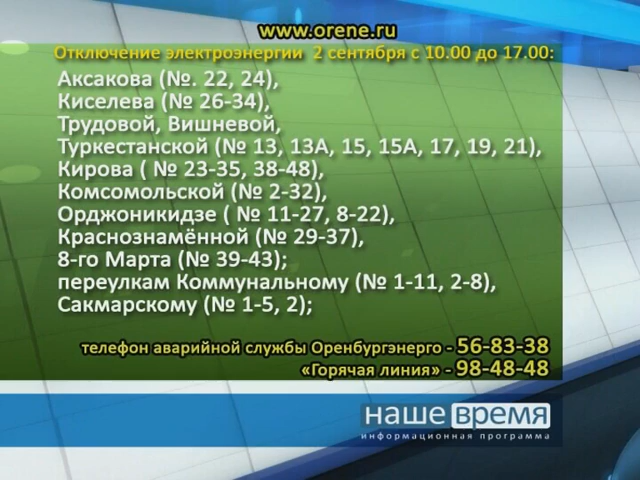 www.orene.ru
Отключение электроэнергии 2 сентября с 10.00 до 17.00:
Аксакова (№. 22, 24),
Киселева (№ 26-34),
Трудовой, Вишневой,
Туркестанской (№ 13, 13А, 15, 15А, 17, 19, 21),
Кирова ( № 23-35, 38-48),
Комсомольской (№ 2-32),
Орджоникидзе ( № 11-27, 8-22),
Краснознамённой (№ 29-37),
8-го Марта (№ 39-43);
переулкам Коммунальному (№ 1-11, 2-8),
Сакмарскому (№ 1-5, 2);
телефон аварийной службы Оренбургэнерго - 56-83-38
«Горячая линия» - 98-48-48
наше время
информационная программа